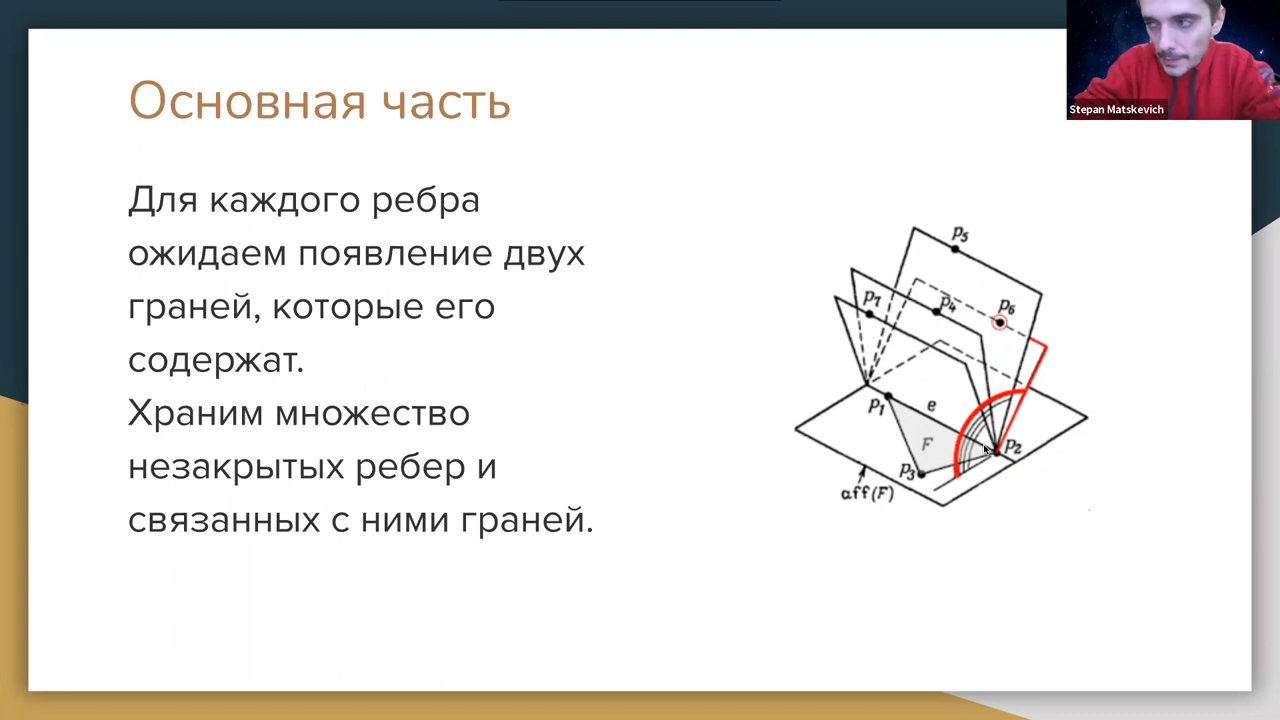 Основная часть
Stepan Matskevich
Для каждого ребра
ожидаем появление двух
граней, которые его
содержат.
Храним множество
незакрытых ребер и
связанных с ними граней.
p5
p7
p4
p6
p1
e
F
p2
p3
aff(F)